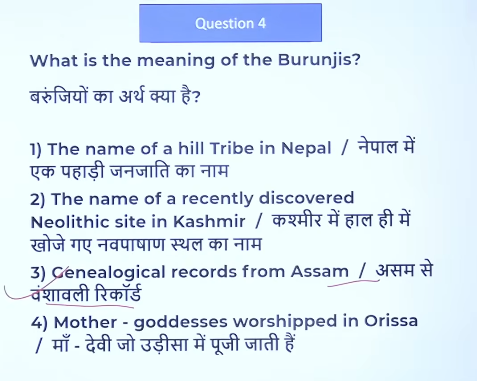 Question 4
What is the meaning of the Burunjis?
बरुंजियों का अर्थ क्या है?
1) The name of a hill Tribe in Nepal / नेपाल में
एक पहाड़ी जनजाति का नाम
2) The name of a recently discovered
Neolithic site in Kashmir / कश्मीर में हाल ही में
खोजे गए नवपाषाण स्थल का नाम
3) Genealogical records from Assam / असम से
वंशावली रिकॉर्ड
4) Mother - goddesses worshipped in Orissa
/ माँ - देवी जो उड़ीसा में पूजी जाती हैं